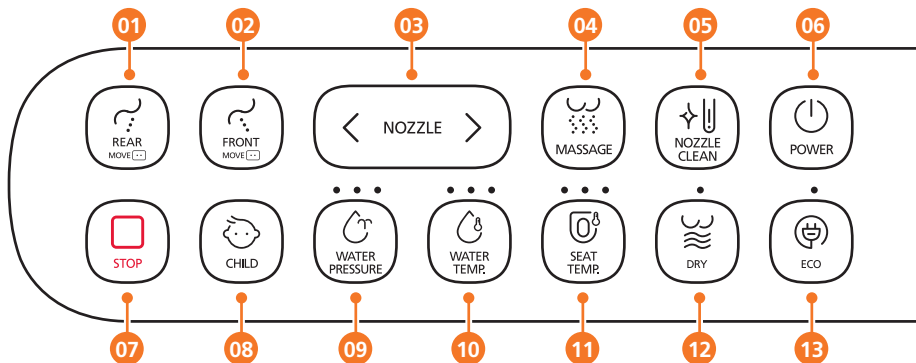 01 02 03 04 05 06
REAR
MOVE
FRONT
MOVE
NOZZLE
MASSAGE
NOZZLE
CLEAN
POWER
STOP
CHILD
WATER
PRESSURE
WATER
TEMP.
SEAT
TEMP.
DRY
ECO
07 08 09 10 11 12 13